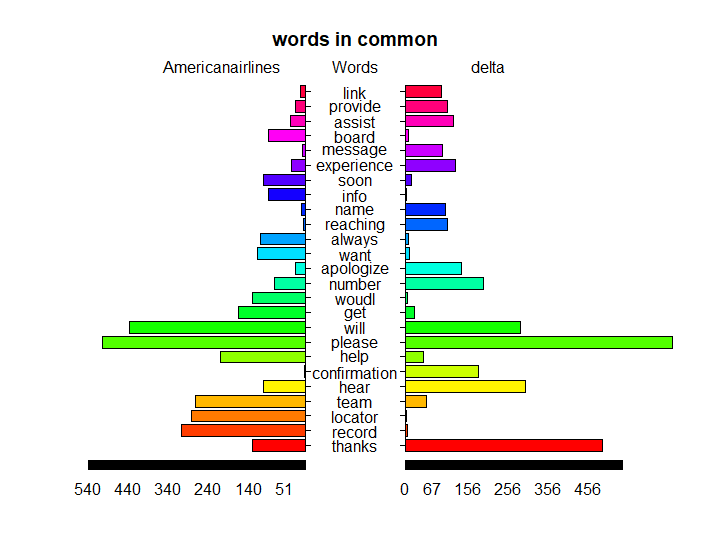 words in common
Americanairlines Words delta
link
provide
assist
board
message
experience
soon
info
name
reaching
always
want
apologize
number
woudl
get
will
please
help
confirmation
hear
team
locator
record
thanks
540 440 340 240 140 51 0 67 156 256 356 456